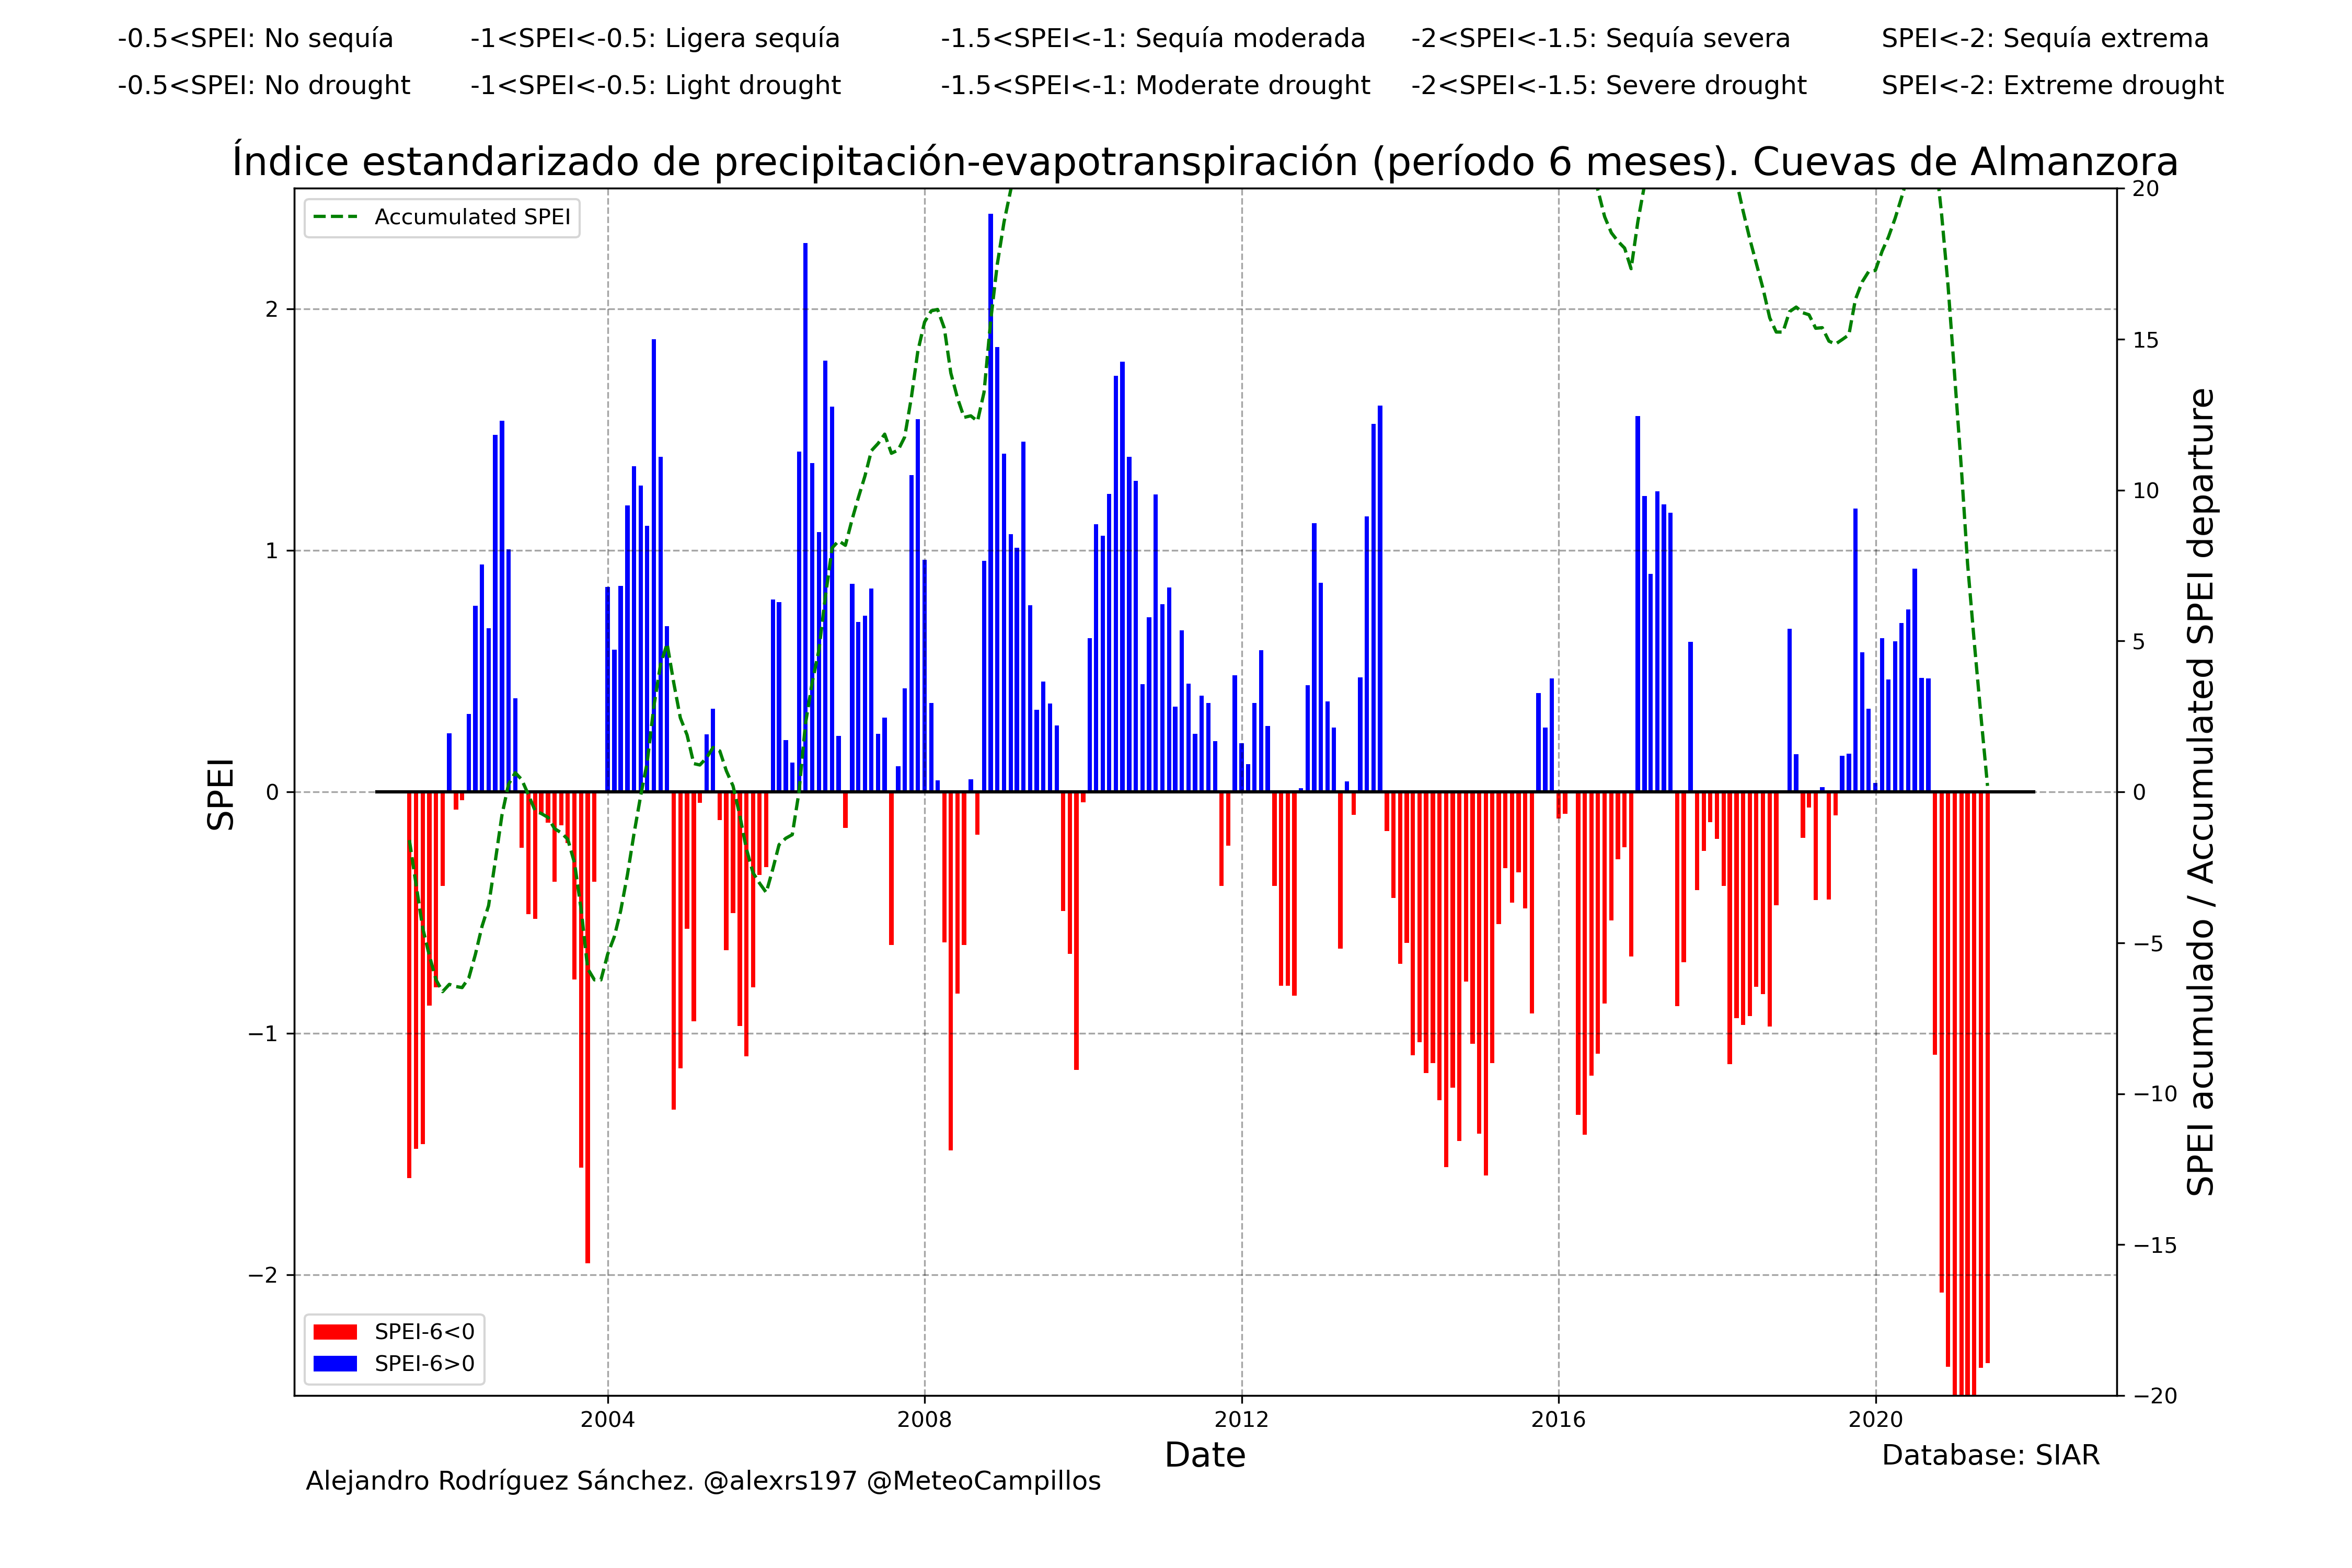 -0.5<SPEI: No sequía -1<SPEI<-0.5: Ligera sequía -1.5<SPEI<-1: Sequía moderada -2<SPEI<-1.5: Sequía severa SPEI<-2: Sequía extrema
-0.5<SPEI: No drought -1<SPEI<-0.5: Light drought -1.5<SPEI<-1: Moderate drought -2<SPEI<-1.5: Severe drought SPEI<-2: Extreme drought
Índice estandarizado de precipitación-evapotranspiración (período 6 meses). Cuevas de Almanzora
Accumulated SPEI
SPEI
2
1
0
−1
−2
20
15
10
5
0
−5
−10
−15
−20
SPEI acumulado / Accumulated SPEI departure
SPEI-6<0
SPEI-6>0
2004 2008 2012 2016 2020
Date
Database: SIAR
Alejandro Rodríguez Sánchez. @alexrs197 @MeteoCampillos